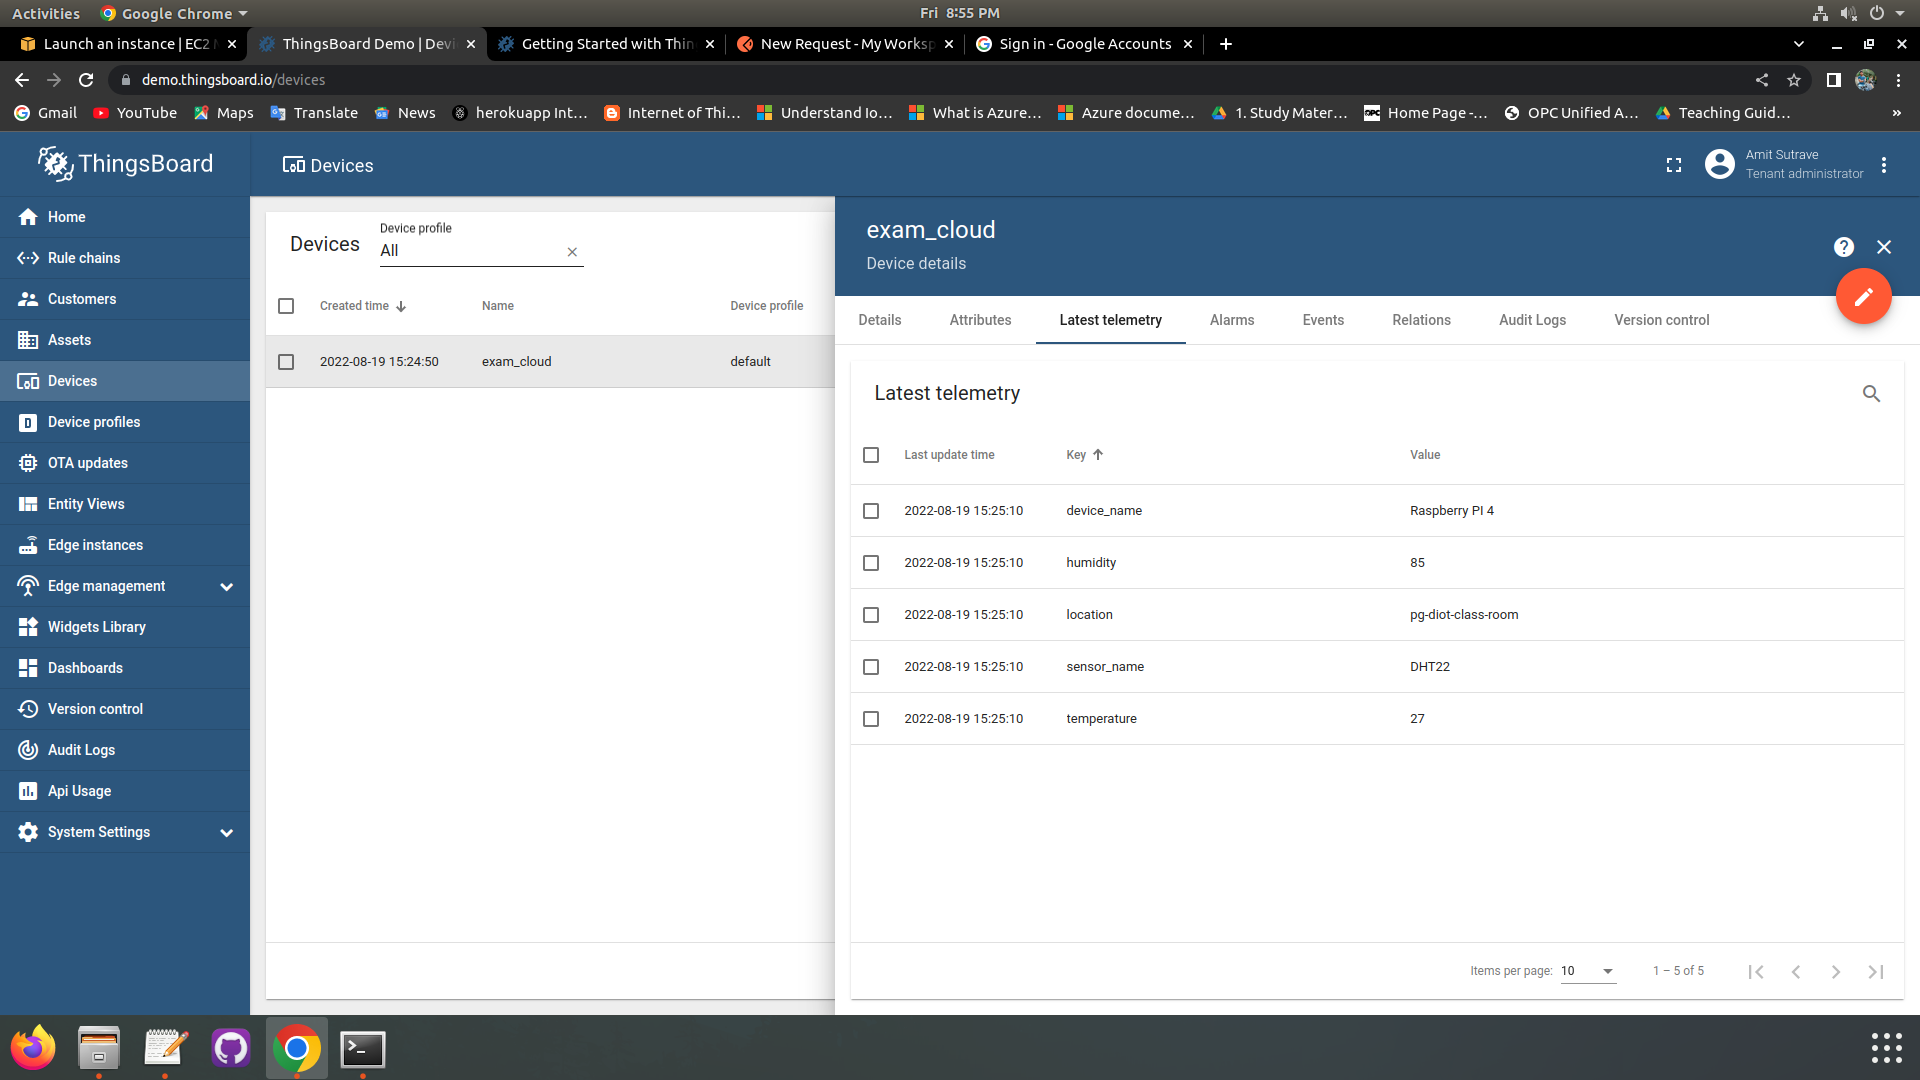 Activities Google Chrome Fri 8:55 PM
Launch an instance | EC2 ThingsBoard Demo | Devi Getting Started with Thin New Request - My Worksp Sign in - Google Accounts
demo.thingsboard.io/devices
Gmail YouTube Maps Translate News herokuapp Int... Internet of Thi... Understand Io... What is Azure... Azure docume... 1. Study Mater... Home Page -... OPC Unified A... Teaching Guid... »
ThingsBoard
Devices
Amit Sutrave
Tenant administrator
Home
Rule chains
Customers
Assets
Devices
Device profiles
OTA updates
Entity Views
Edge instances
Edge management
Widgets Library
Dashboards
Version control
Audit Logs
Api Usage
System Settings
Devices
Device profile
All
Created time Name Device profile
2022-08-19 15:24:50 exam_cloud default
exam_cloud
Device details
Details Attributes Latest telemetry Alarms Events Relations Audit Logs Version control
Latest telemetry
Last update time Key Value
2022-08-19 15:25:10 device_name Raspberry PI 4
2022-08-19 15:25:10 humidity 85
2022-08-19 15:25:10 location pg-diot-class-room
2022-08-19 15:25:10 sensor_name DHT22
2022-08-19 15:25:10 temperature 27
Items per page: 10 1 – 5 of 5